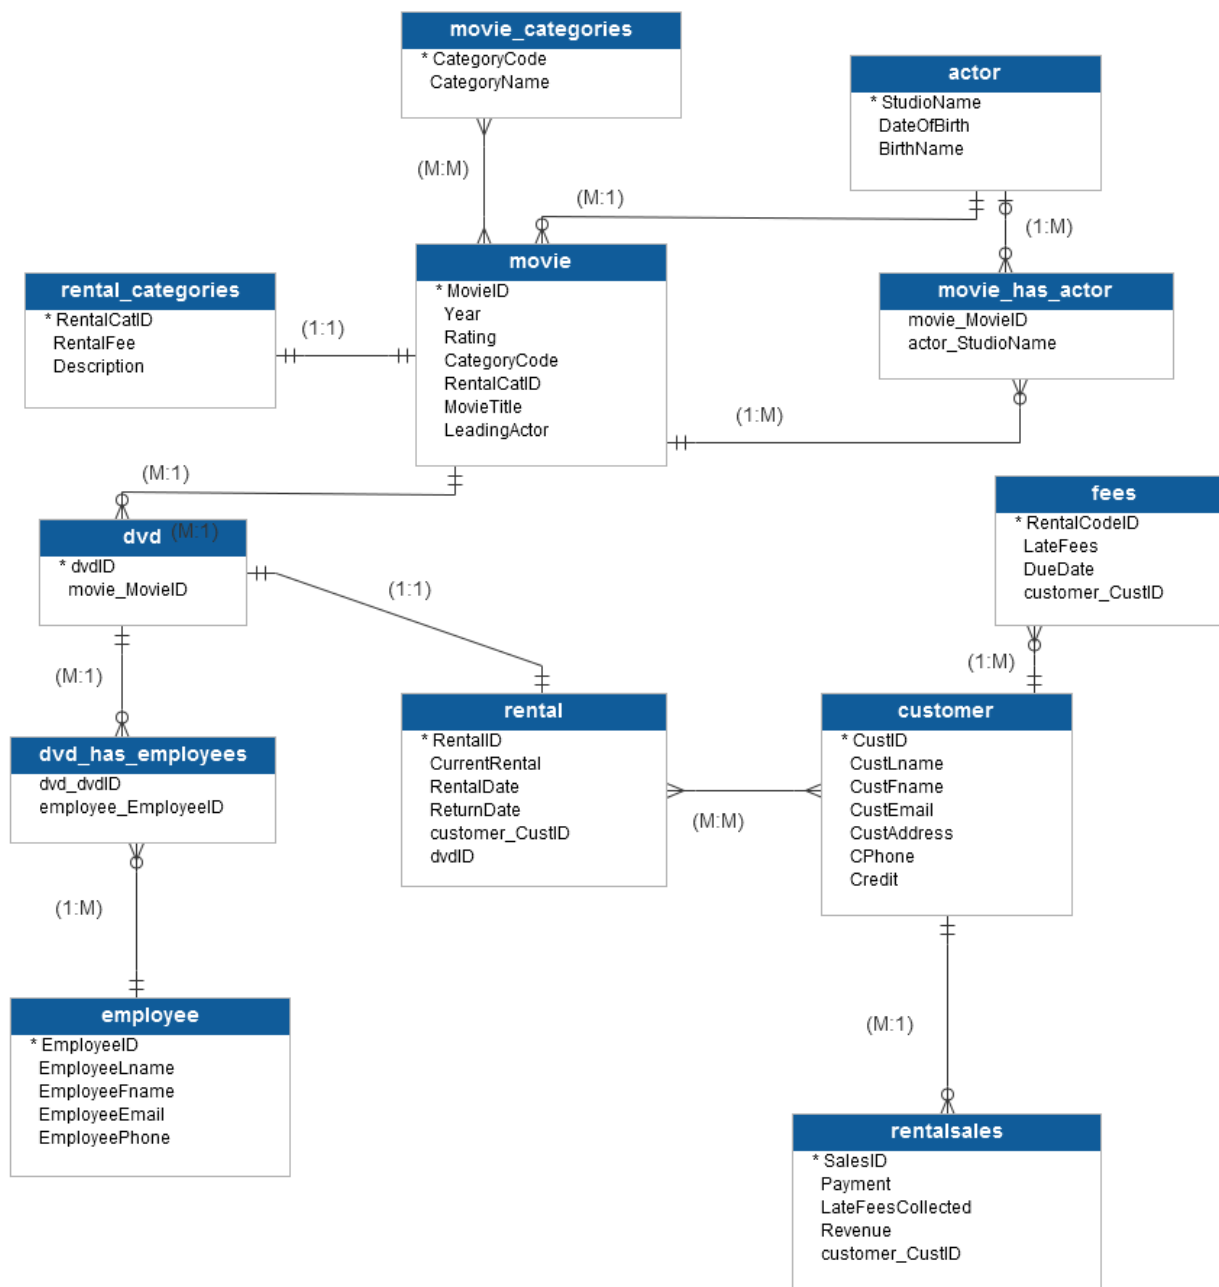 movie_categories
* CategoryCode
CategoryName
actor
* StudioName
DateOfBirth
BirthName
(M:M)
(M:1)
(1:M)
movie
* MovieID
Year
Rating
CategoryCode
RentalCatID
MovieTitle
LeadingActor
rental_categories
* RentalCatID
RentalFee
Description
(1:1)
movie_has_actor
movie_MovieID
actor_StudioName
(1:M)
(M:1)
fees
* RentalCodeID
LateFees
DueDate
customer_CustID
dvd
(M:1)
* dvdID
movie_MovieID
(1:1)
(1:M)
(M:1)
rental
* RentalID
CurrentRental
RentalDate
ReturnDate
customer_CustID
dvdID
customer
* CustID
CustLname
CustFname
CustEmail
CustAddress
CPhone
Credit
(M:M)
dvd_has_employees
dvd_dvdID
employee_EmployeeID
(1:M)
employee
* EmployeeID
EmployeeLname
EmployeeFname
EmployeeEmail
EmployeePhone
(M:1)
rentalsales
* SalesID
Payment
LateFeesCollected
Revenue
customer_CustID